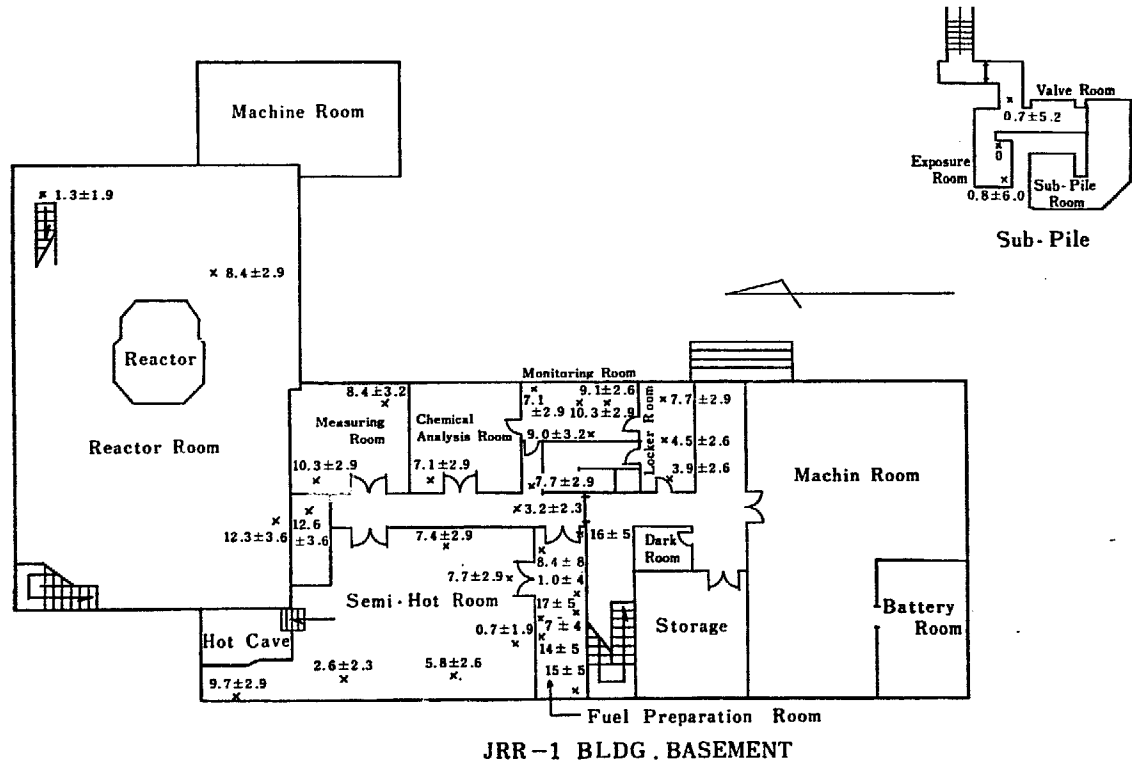 Machine Room
Valve Room
× 0.7±5.2
× 0
Exposure
Room
× 0.8±6.0
Sub-Pile
Room
Sub-Pile
× 1.3±1.9
× 8.4±2.9
Reactor
Reactor Room
8.4±3.2 ×
Measuring
Room
10.3±2.9 ×
Chemical
Analysis Room
7.1±2.9 ×
Monitoring Room
× 7.1
±2.9
9.1±2.6 ×
10.3±2.9 ×
9.0±3.2×
×7.7±2.9
Locker Room
× 7.7±2.9
×4.5±2.6
3.9±2.6 ×
Machin Room
×3.2±2.3
12.3±3.6 ×
× 12.6
±3.6
7.4±2.9 ×
7.7±2.9×
Semi-Hot Room
0.7±1.9 ×
2.6±2.3 ×
5.8±2.6 ×
Hot Cave
9.7±2.9 ×
× 16±5
8.4±8 ×
1.0±4 ×
17±5 ×
7±4 ×
14±5 ×
15±5 ×
Dark
Room
Storage
Battery
Room
Fuel Preparation Room
JRR-1 BLDG. BASEMENT